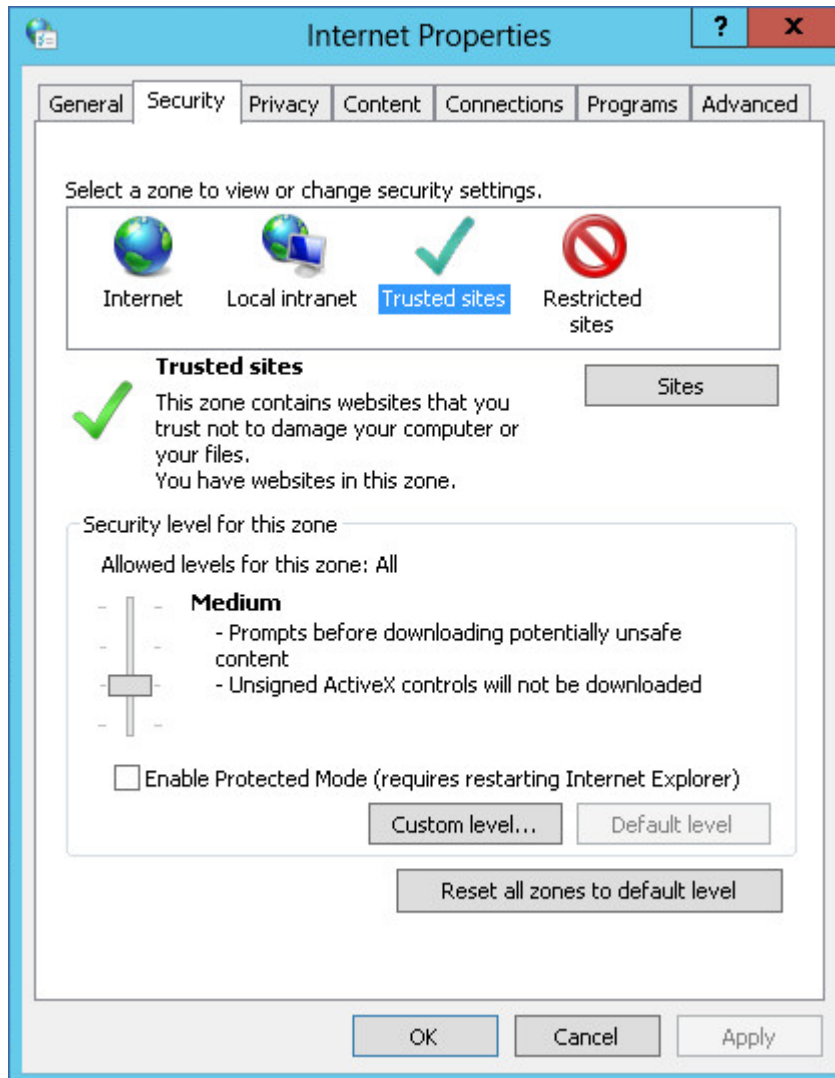 Internet Properties
?
x
General
Security
Privacy
Content
Connections
Programs
Advanced
Select a zone to view or change security settings.
Internet
Local intranet
Trusted sites
Restricted
sites
Trusted sites
Sites
This zone contains websites that you
trust not to damage your computer or
your files.
You have websites in this zone.
Security level for this zone
Allowed levels for this zone: All
Medium
- Prompts before downloading potentially unsafe
content
- Unsigned ActiveX controls will not be downloaded
Enable Protected Mode (requires restarting Internet Explorer)
Custom level...
Default level
Reset all zones to default level
OK
Cancel
Apply